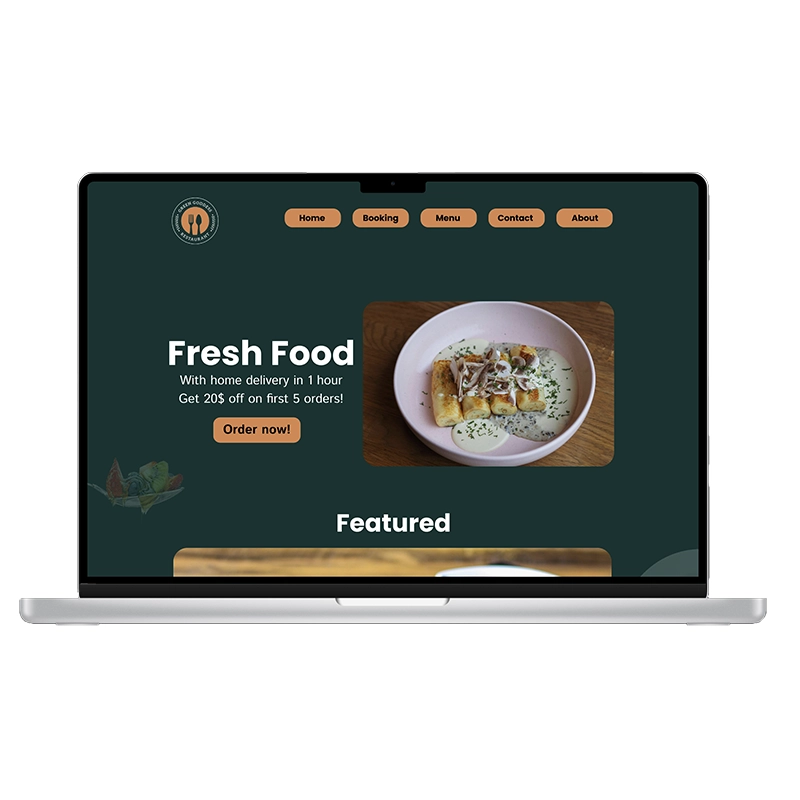 GREEN GODDESS
RESTAURANT
Home
Booking
Menu
Contact
About
Fresh Food
With home delivery in 1 hour
Get 20$ off on first 5 orders!
Order now!
Featured